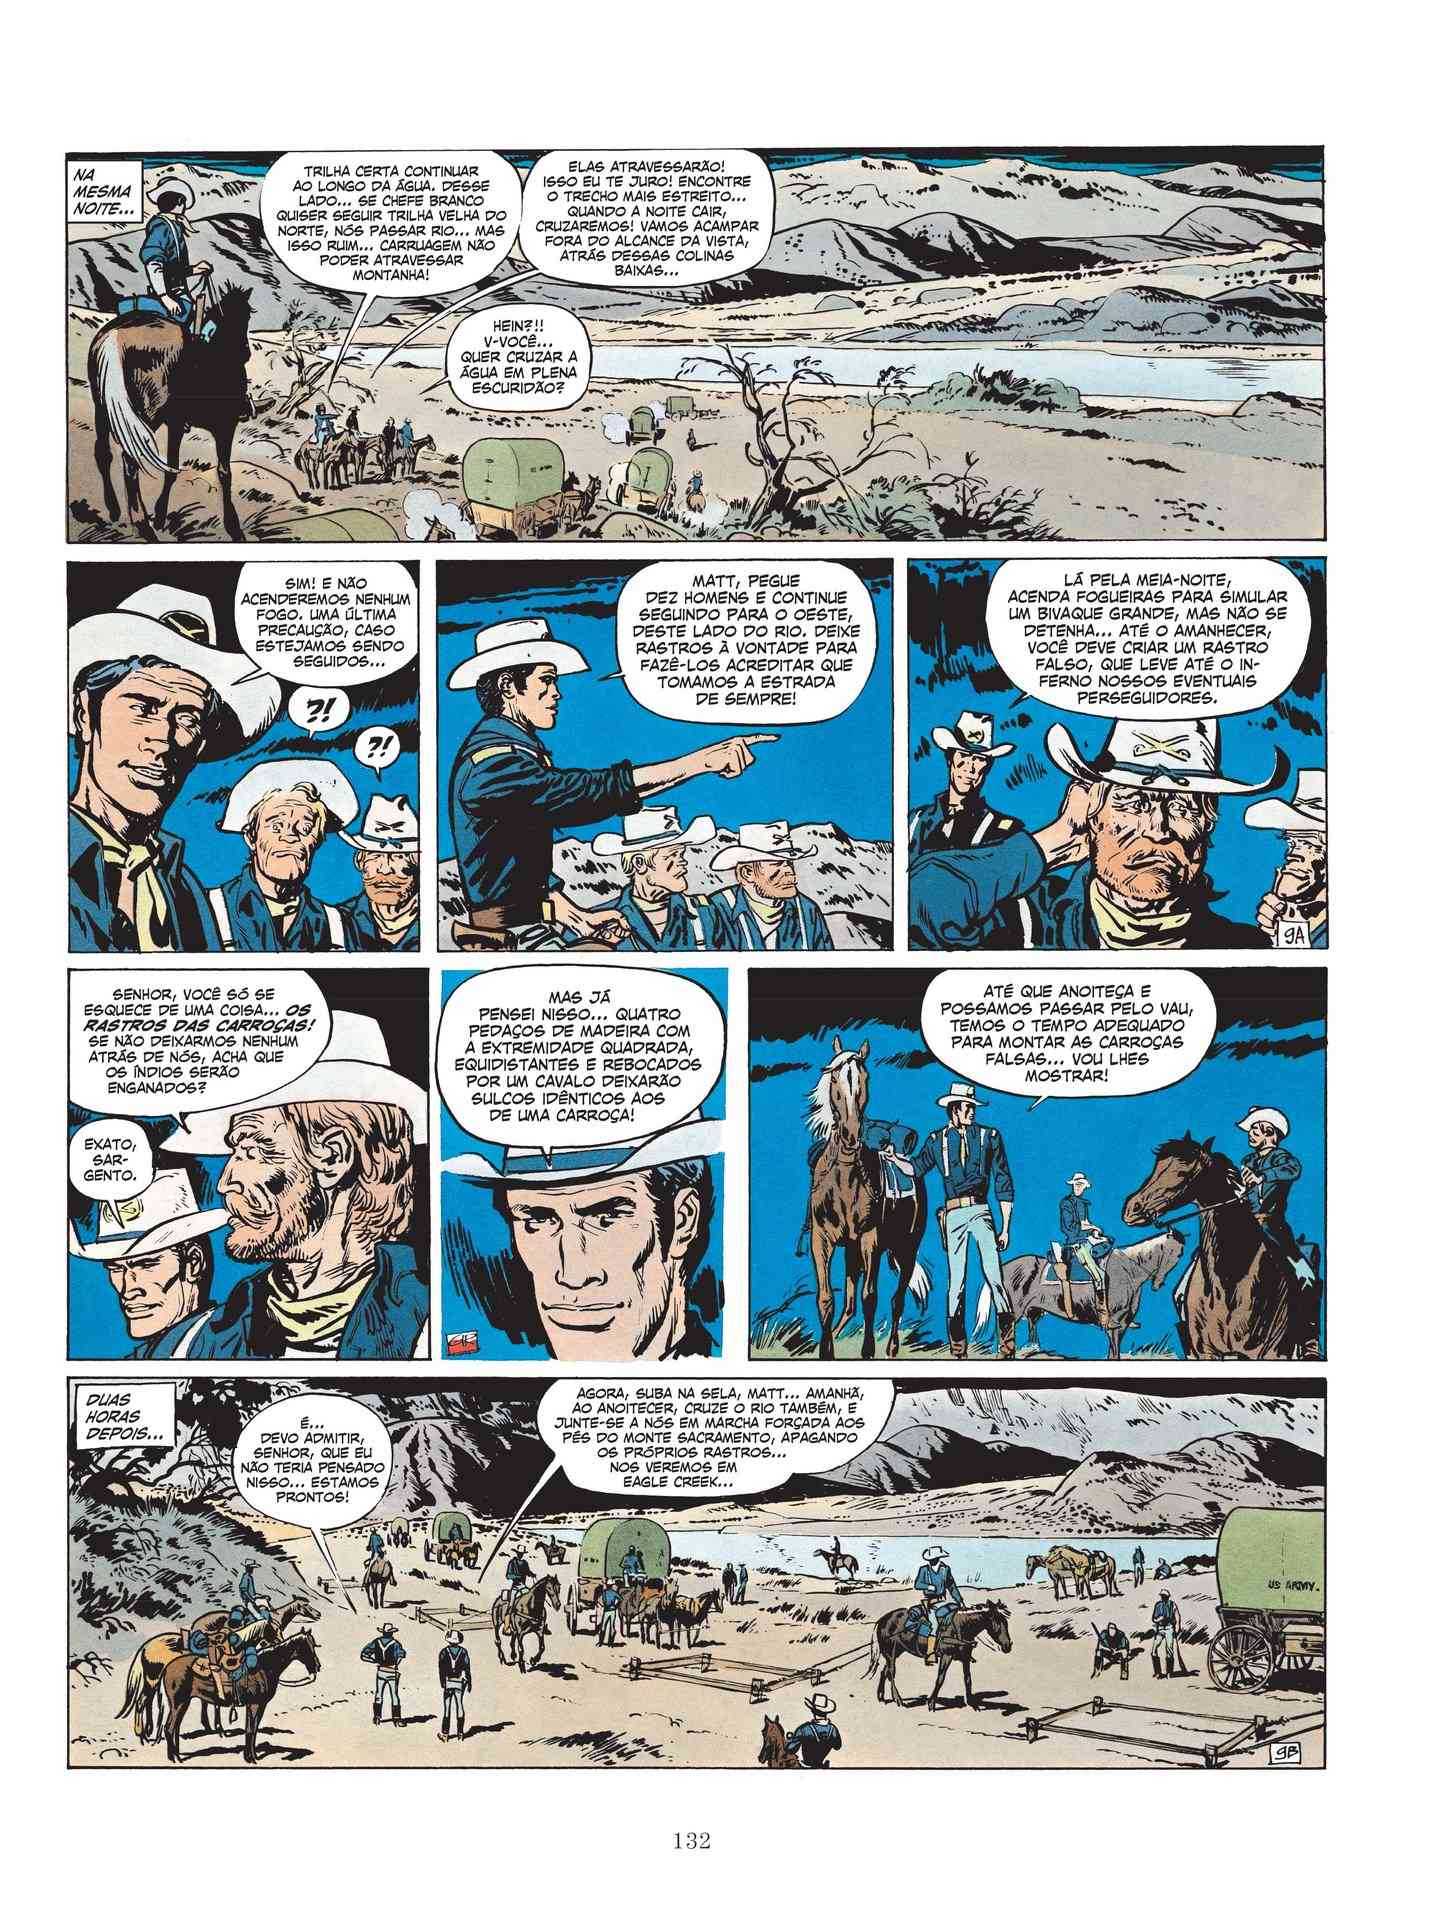 NA
MESMA
NOITE...
TRILHA CERTA CONTINUAR
AO LONGO DA ÁGUA. DESSE
LADO... SE CHEFE BRANCO
QUISER SEGUIR TRILHA VELHA DO
NORTE, NÓS PASSAR RIO... MAS
ISSO RUIM... CARRUAGEM NÃO
PODER ATRAVESSAR
MONTANHA!
ELAS ATRAVESSARÃO!
ISSO EU TE JURO! ENCONTRE
O TRECHO MAIS ESTREITO...
QUANDO A NOITE CAIR,
CRUZAREMOS! VAMOS ACAMPAR
FORA DO ALCANCE DA VISTA,
ATRÁS DESSAS COLINAS
BAIXAS...
HEIN?!!
V-VOCÊ...
QUER CRUZAR A
ÁGUA EM PLENA
ESCURIDÃO?
SIM! E NÃO
ACENDEREMOS NENHUM
FOGO. UMA ÚLTIMA
PRECAUÇÃO, CASO
ESTEJAMOS SENDO
SEGUIDOS...
?!
?!
MATT, PEGUE
DEZ HOMENS E CONTINUE
SEGUINDO PARA O OESTE,
DESTE LADO DO RIO. DEIXE
RASTROS À VONTADE PARA
FAZÊ-LOS ACREDITAR QUE
TOMAMOS A ESTRADA
DE SEMPRE!
LÁ PELA MEIA-NOITE,
ACENDA FOGUEIRAS PARA SIMULAR
UM BIVAQUE GRANDE, MAS NÃO SE
DETENHA... ATÉ O AMANHECER,
VOCÊ DEVE CRIAR UM RASTRO
FALSO, QUE LEVE ATÉ O IN-
FERNO NOSSOS EVENTUAIS
PERSEGUIDORES.
9A
SENHOR, VOCÊ SÓ SE
ESQUECE DE UMA COISA... OS
RASTROS DAS CARROÇAS!
SE NÃO DEIXARMOS NENHUM
ATRÁS DE NÓS, ACHA QUE
OS ÍNDIOS SERÃO
ENGANADOS?
EXATO,
SAR-
GENTO.
MAS JÁ
PENSEI NISSO... QUATRO
PEDAÇOS DE MADEIRA COM
A EXTREMIDADE QUADRADA,
EQUIDISTANTES E REBOCADOS
POR UM CAVALO DEIXARÃO
SULCOS IDÊNTICOS AOS
DE UMA CARROÇA!
GIR
ATÉ QUE ANOITEÇA E
POSSAMOS PASSAR PELO VAU,
TEMOS O TEMPO ADEQUADO
PARA MONTAR AS CARROÇAS
FALSAS... VOU LHES
MOSTRAR!
DUAS
HORAS
DEPOIS...
É...
DEVO ADMITIR,
SENHOR, QUE EU
NÃO TERIA PENSADO
NISSO... ESTAMOS
PRONTOS!
AGORA, SUBA NA SELA, MATT... AMANHÃ,
AO ANOITECER, CRUZE O RIO TAMBÉM, E
JUNTE-SE A NÓS EM MARCHA FORÇADA AOS
PÉS DO MONTE SACRAMENTO, APAGANDO
OS PRÓPRIOS RASTROS...
NOS VEREMOS EM
EAGLE CREEK...
US ARMY.
9B
132